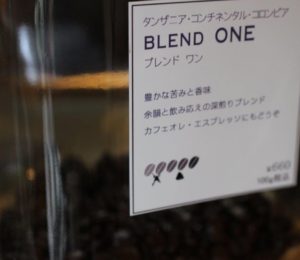 タンザニア・コンチネンタル・コロンビア
BLEND ONE
ブレンド ワン
豊かな苦みと香味
余韻と飲み応えの深煎りブレンド
カフェオレ・エスプレッソにもどうぞ
¥660
100g税込